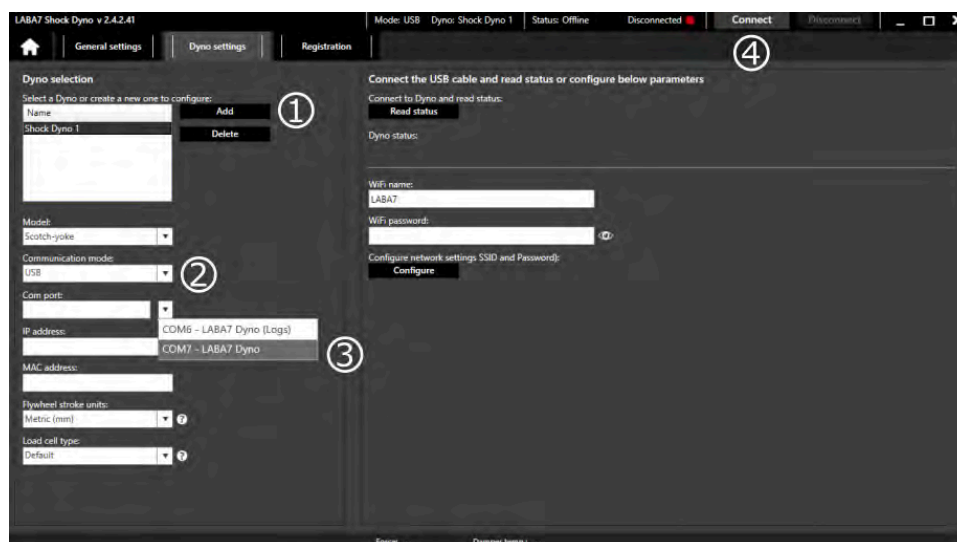 LABA7 Shock Dyno v 2.4.2.41
Mode: USB Dyno: Shock Dyno 1 Status: Offline Disconnected Connect Disconnect
General settings Dyno settings Registration
④
Dyno selection
Select a Dyno or create a new one to configure:
Name
Add
①
Shock Dyno 1
Delete
Model:
Scotch-yoke
Communication mode:
USB
②
Com port:
COM6 - LABA7 Dyno (Logs)
COM7 - LABA7 Dyno
③
IP address:
MAC address:
Flywheel stroke units:
Metric (mm)
Load cell type:
Default
Connect the USB cable and read status or configure below parameters
Connect to Dyno and read status:
Read status
Dyno status:
WiFi name:
LABA7
WiFi password:
Configure network settings SSID and Password):
Configure